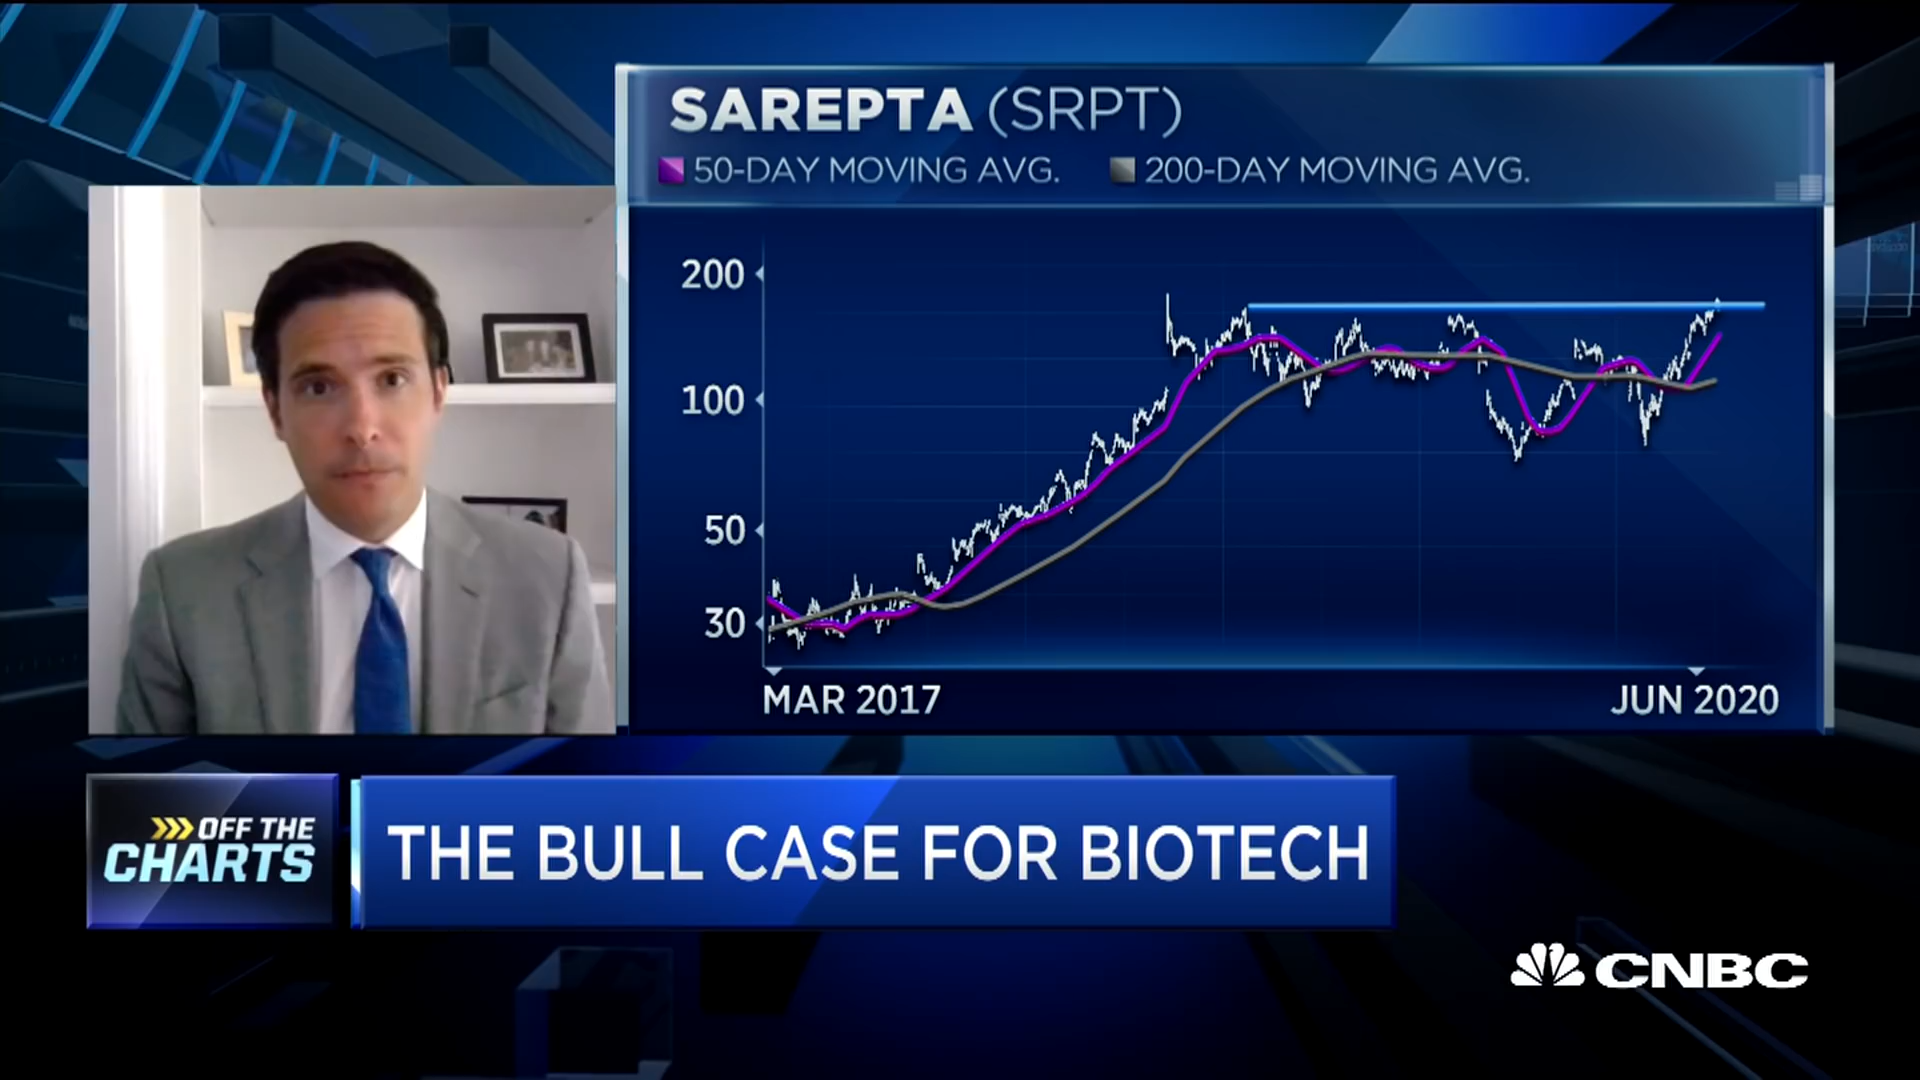 SAREPTA (SRPT)
50-DAY MOVING AVG. 200-DAY MOVING AVG.
200
100
50
30
MAR 2017 JUN 2020
OFF THE
CHARTS
THE BULL CASE FOR BIOTECH
CNBC